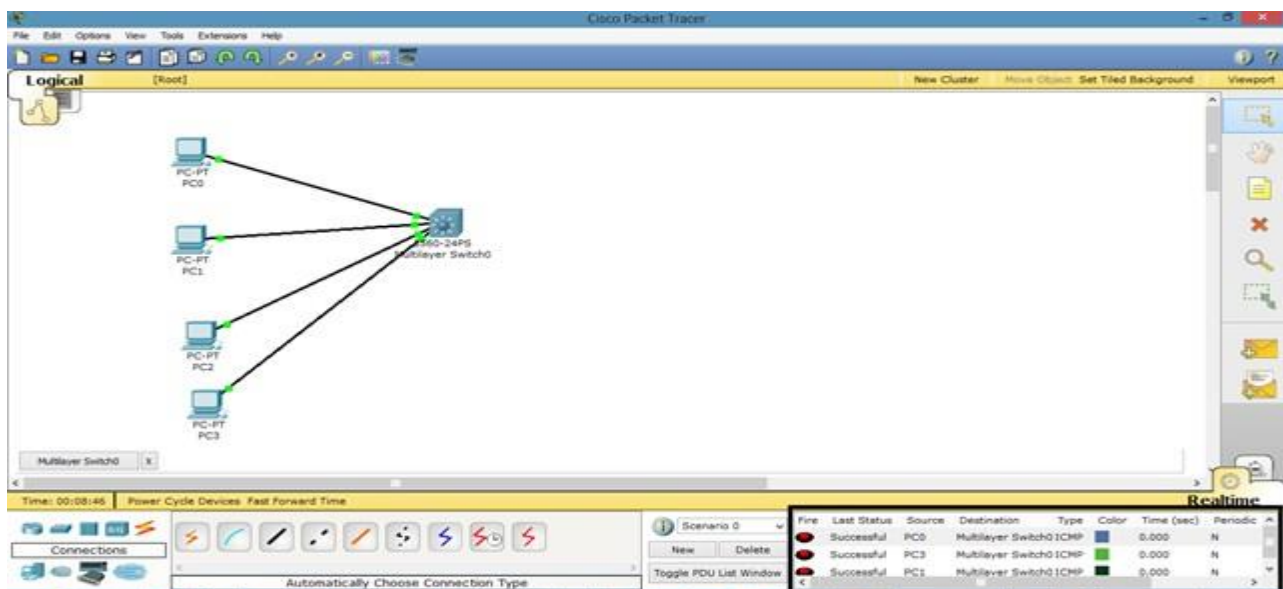 Cisco Packet Tracer
File Edit Options View Tools Extensions Help
Logical [Root] New Cluster Move Object Set Tiled Background Viewport
PC-PT
PC0
PC-PT
PC1
3560-24PS
Multilayer Switch0
PC-PT
PC2
PC-PT
PC3
Multilayer Switch0 X
Time: 00:08:46 Power Cycle Devices Fast Forward Time Realtime
Connections
Automatically Choose Connection Type
Scenario 0
New Delete
Toggle PDU List Window
Fire Last Status Source Destination Type Color Time (sec) Periodic
Successful PC0 Multilayer Switch0 ICMP 0.000 N
Successful PC3 Multilayer Switch0 ICMP 0.000 N
Successful PC1 Multilayer Switch0 ICMP 0.000 N